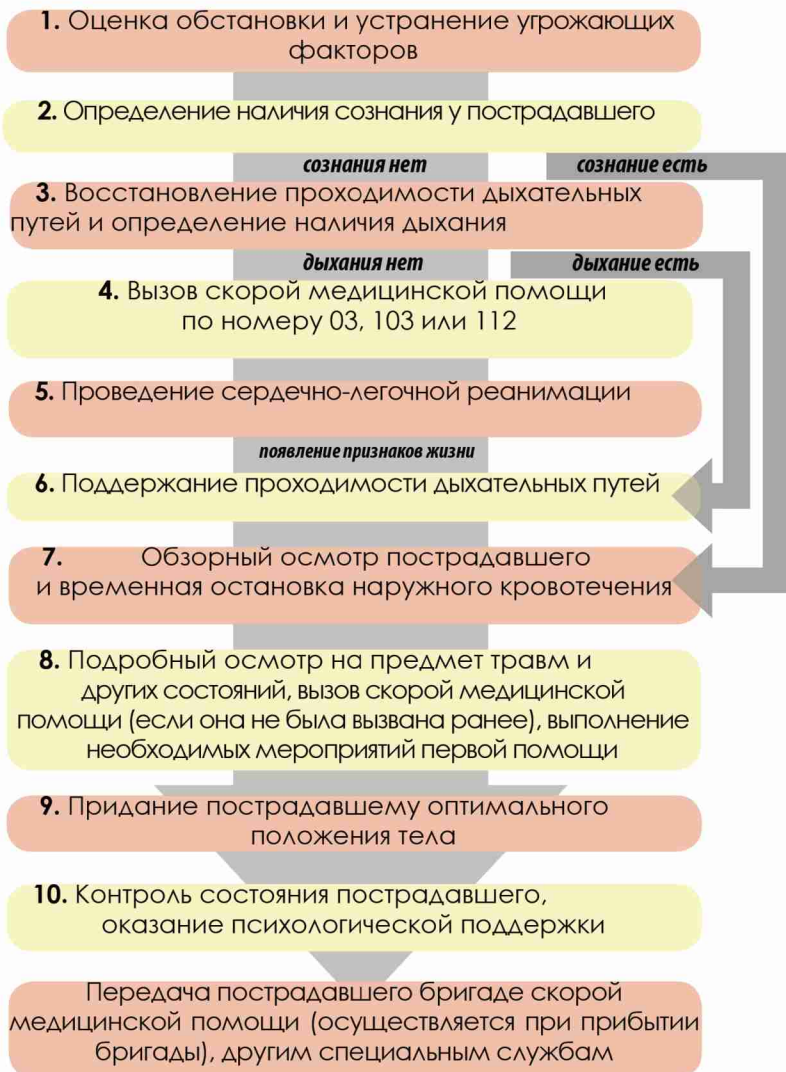 1. Оценка обстановки и устранение угрожающих
факторов
2. Определение наличия сознания у пострадавшего
сознания нет
сознание есть
3. Восстановление проходимости дыхательных
путей и определение наличия дыхания
дыхания нет
дыхание есть
4. Вызов скорой медицинской помощи
по номеру 03, 103 или 112
5. Проведение сердечно-легочной реанимации
появление признаков жизни
6. Поддержание проходимости дыхательных путей
7. Обзорный осмотр пострадавшего
и временная остановка наружного кровотечения
8. Подробный осмотр на предмет травм и
других состояний, вызов скорой медицинской
помощи (если она не была вызвана ранее), выполнение
необходимых мероприятий первой помощи
9. Придание пострадавшему оптимального
положения тела
10. Контроль состояния пострадавшего,
оказание психологической поддержки
Передача пострадавшего бригаде скорой
медицинской помощи (осуществляется при прибытии
бригады), другим специальным службам